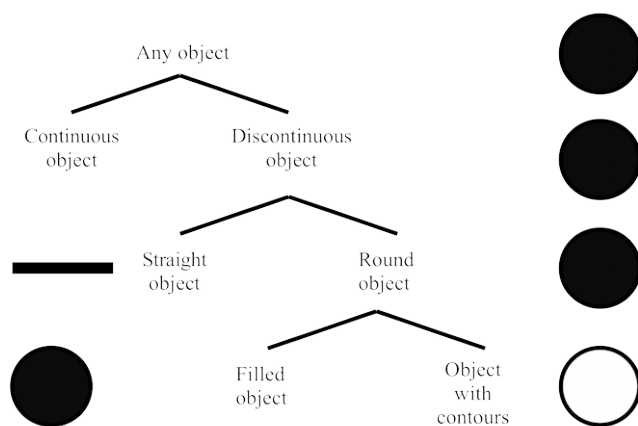 Any object
Continuous
object
Discontinuous
object
Straight
object
Round
object
Filled
object
Object
with
contours